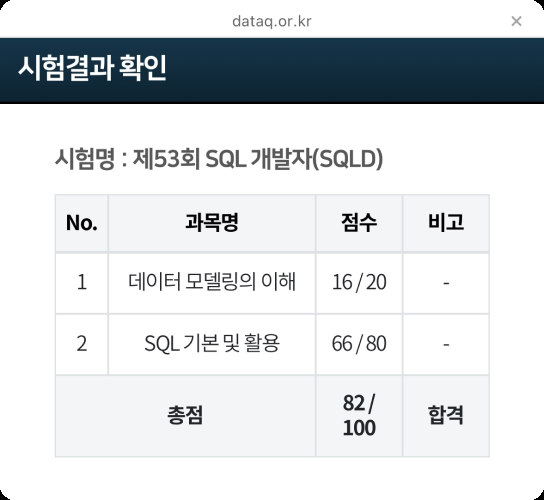 dataq.or.kr ×
시험결과 확인
시험명 : 제53회 SQL 개발자(SQLD)
No. 과목명 점수 비고
1 데이터 모델링의 이해 16 / 20 -
2 SQL 기본 및 활용 66 / 80 -
총점 82 / 100 합격